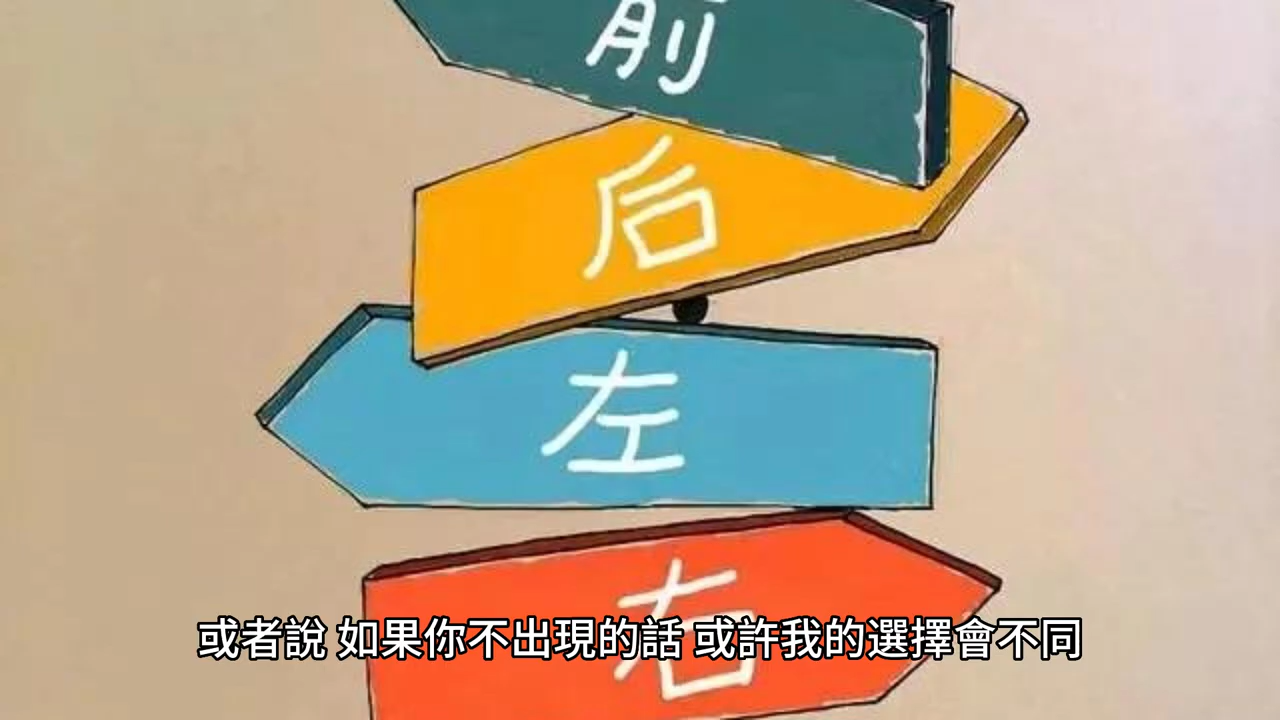 前
后
左
右
或者說 如果你不出現的話 或許我的選擇會不同